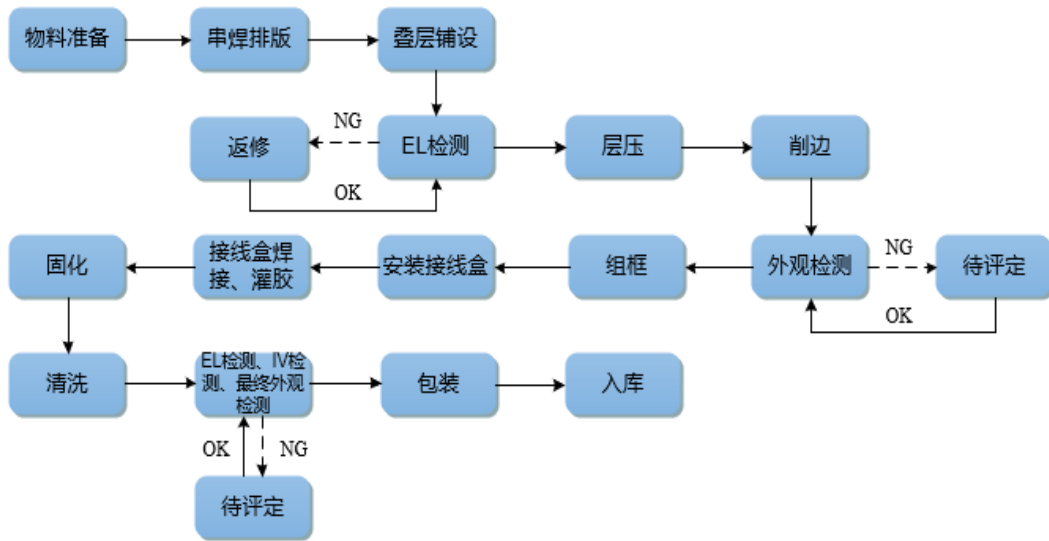 物料准备
串焊排版
叠层铺设
NG
返修
EL检测
层压
削边
OK
固化
接线盒焊
接、灌胶
安装接线盒
组框
外观检测
NG
待评定
OK
清洗
EL检测、IV检
测、最终外观
检测
包装
入库
OK
NG
待评定